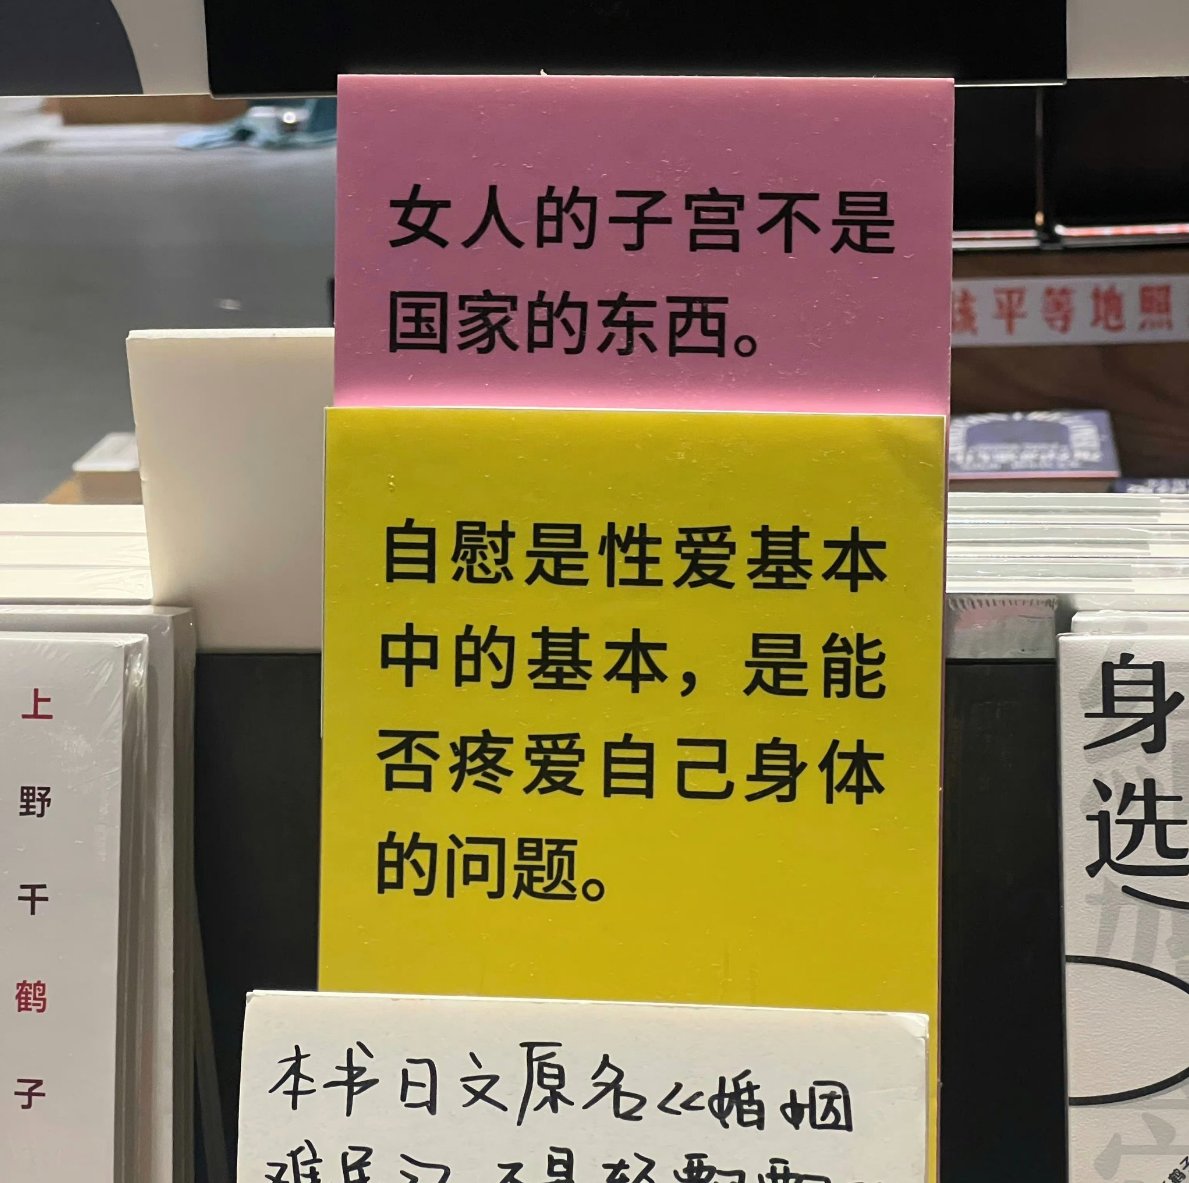 女人的子宫不是
国家的东西。
孩平等地照
自慰是性爱基本
中的基本，是能
否疼爱自己身体
的问题。
上
野
千
鹤
子
身
选
本书日文原名《婚姻